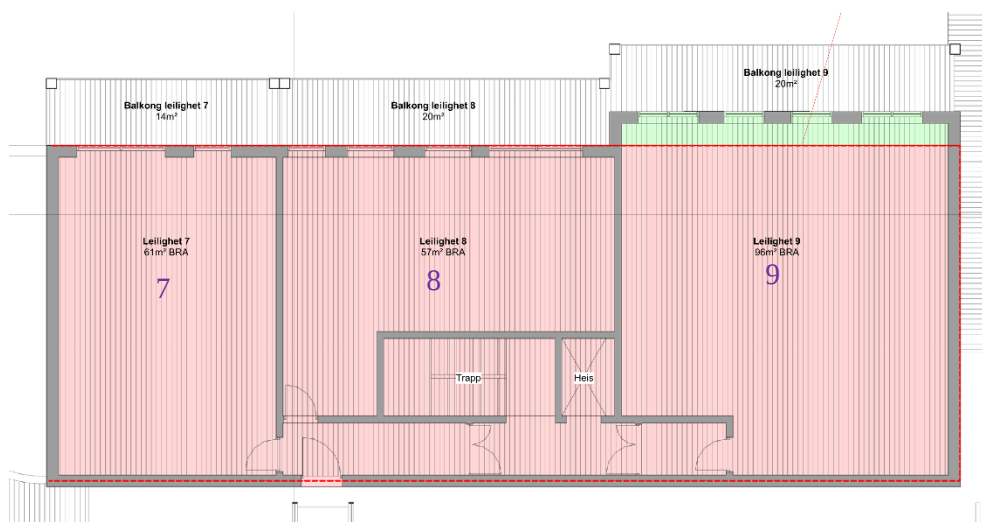 Balkong leilighet 9
20m²
Balkong leilighet 7
14m²
Balkong leilighet 8
20m²
Leilighet 7
61m² BRA
7
Leilighet 8
57m² BRA
8
Leilighet 9
96m² BRA
9
Trapp
Heis